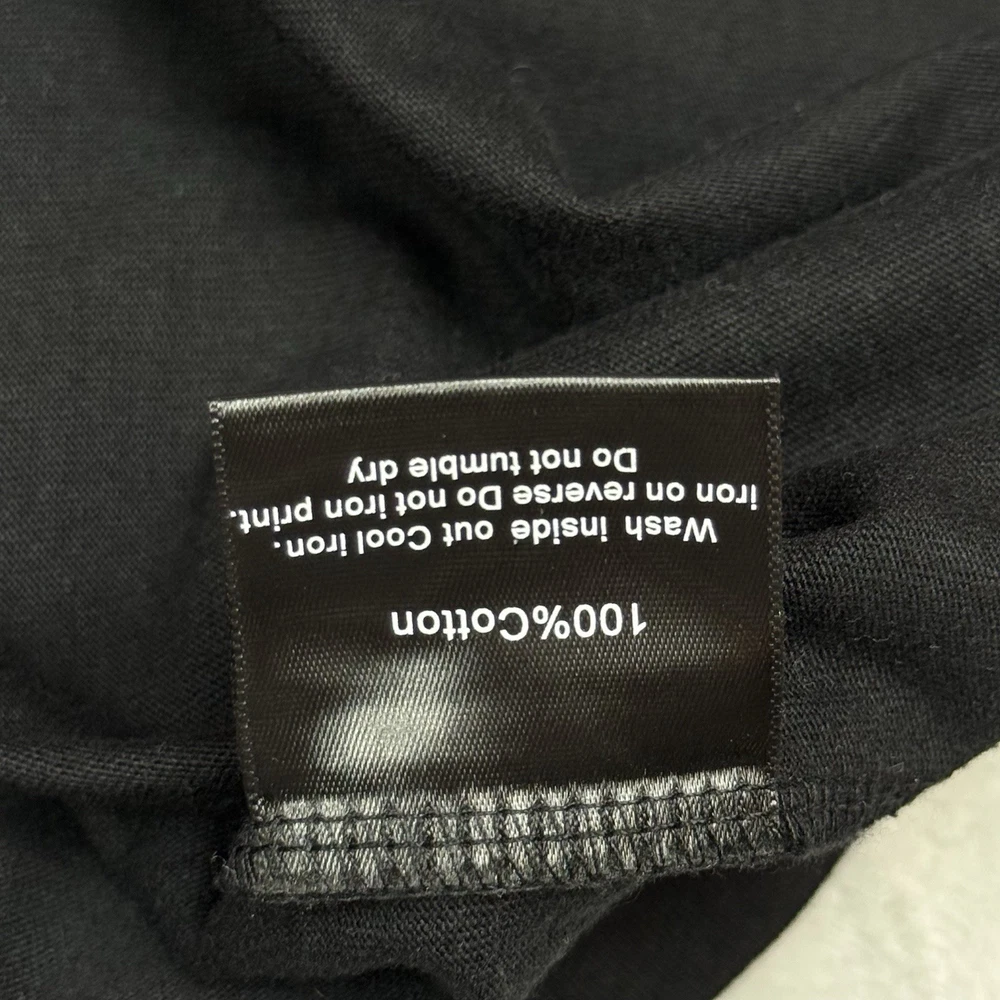 100%Cotton
Wash inside out Cool iron.
iron on reverse Do not iron print.
Do not tumble dry